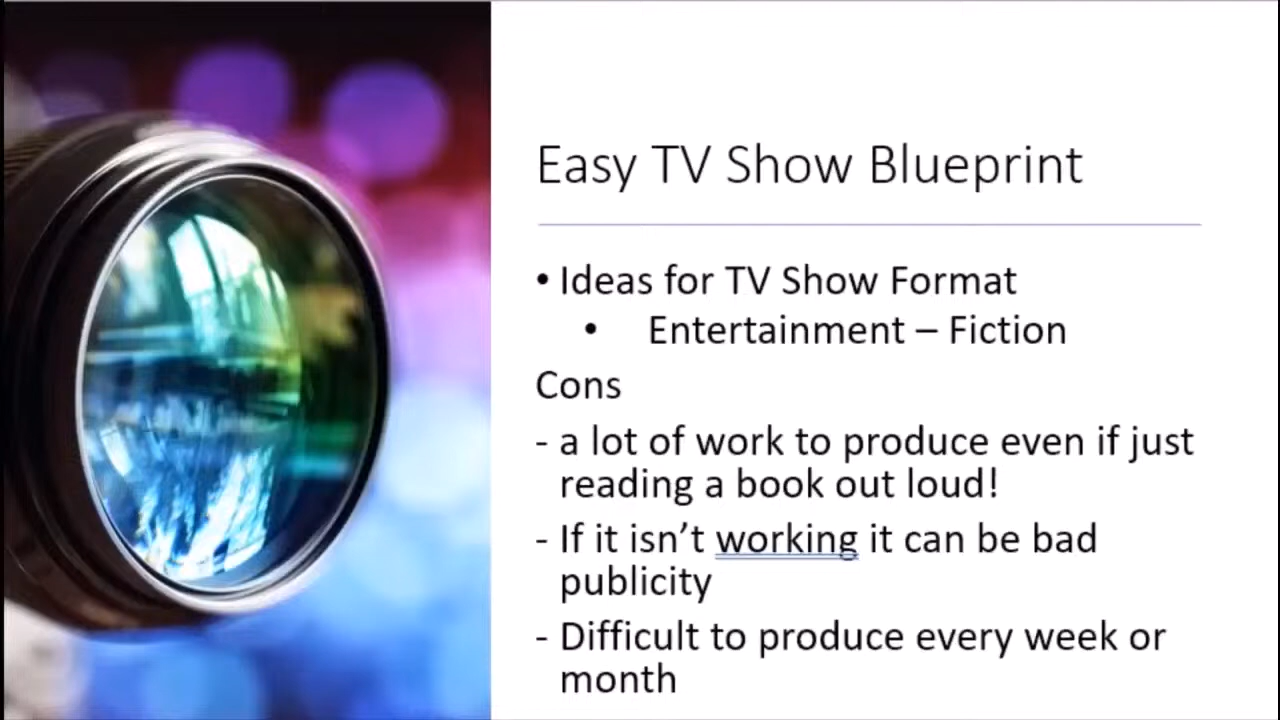 Easy TV Show Blueprint
• Ideas for TV Show Format
• Entertainment – Fiction
Cons
- a lot of work to produce even if just
reading a book out loud!
- If it isn’t working it can be bad
publicity
- Difficult to produce every week or
month